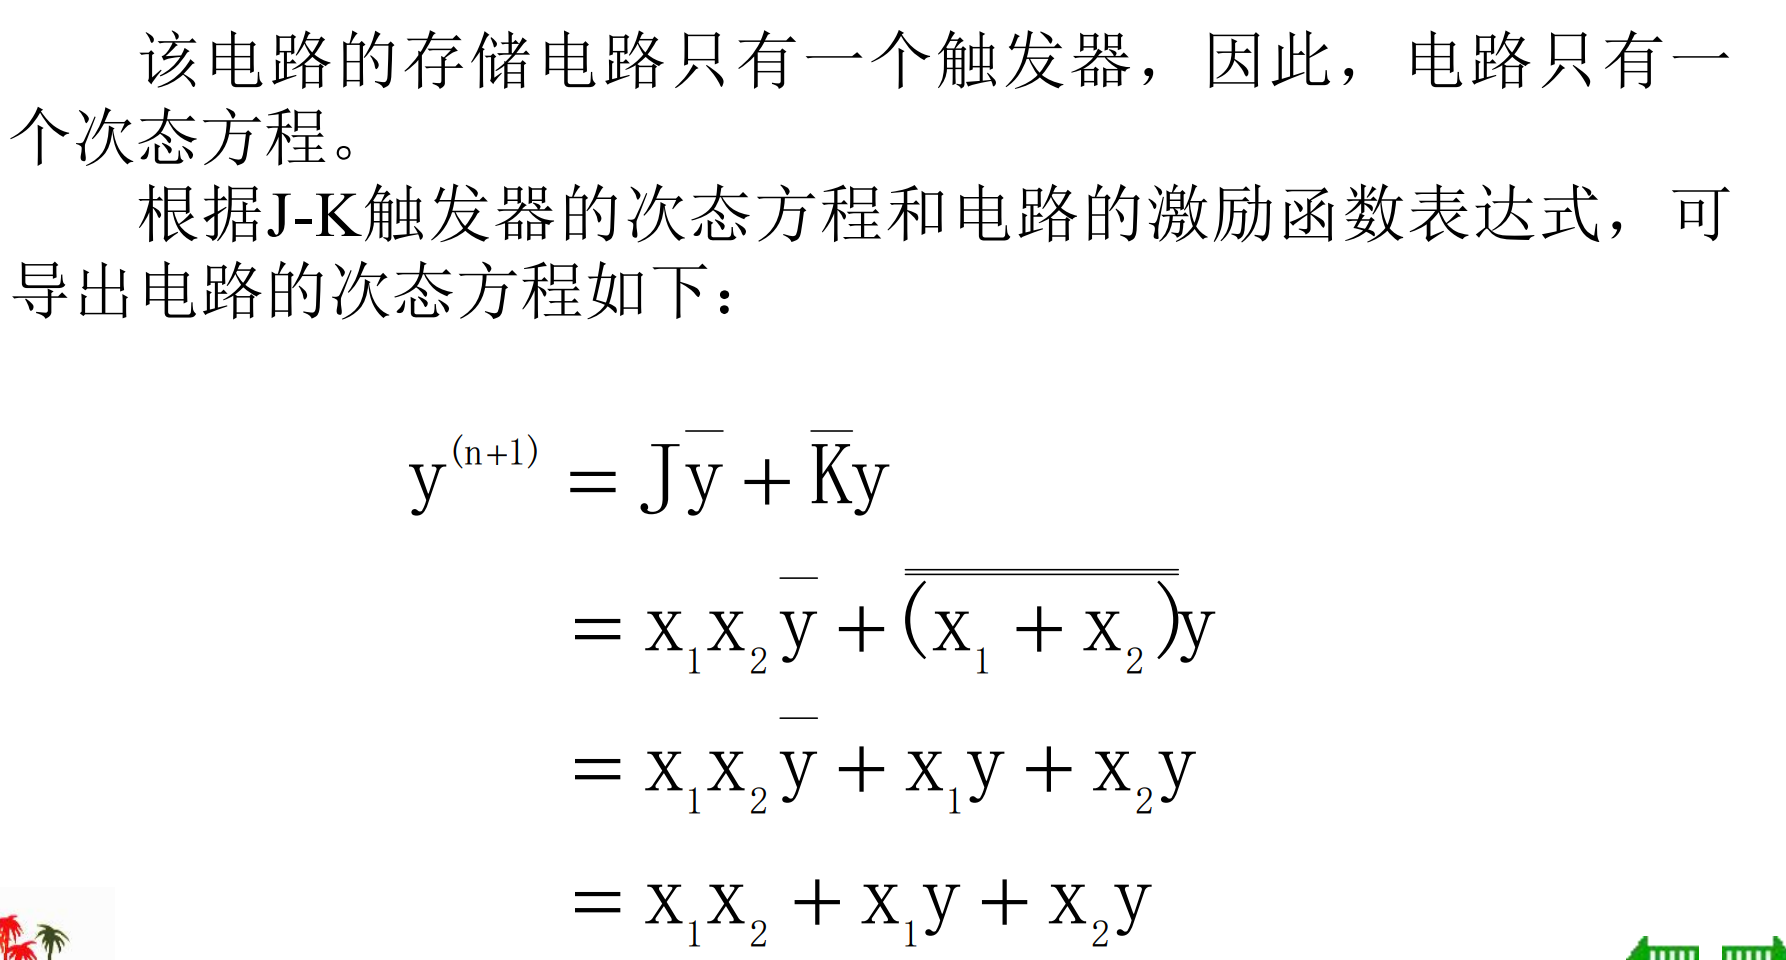 该电路的存储电路只有一个触发器，因此，电路只有一
个次态方程。
根据J-K触发器的次态方程和电路的激励函数表达式，可
导出电路的次态方程如下：
y⁽ⁿ⁺¹⁾ = Jȳ + K̄y
= x₁x₂ȳ + \overline{\overline{(x₁ + x₂)}}y
= x₁x₂ȳ + x₁y + x₂y
= x₁x₂ + x₁y + x₂y